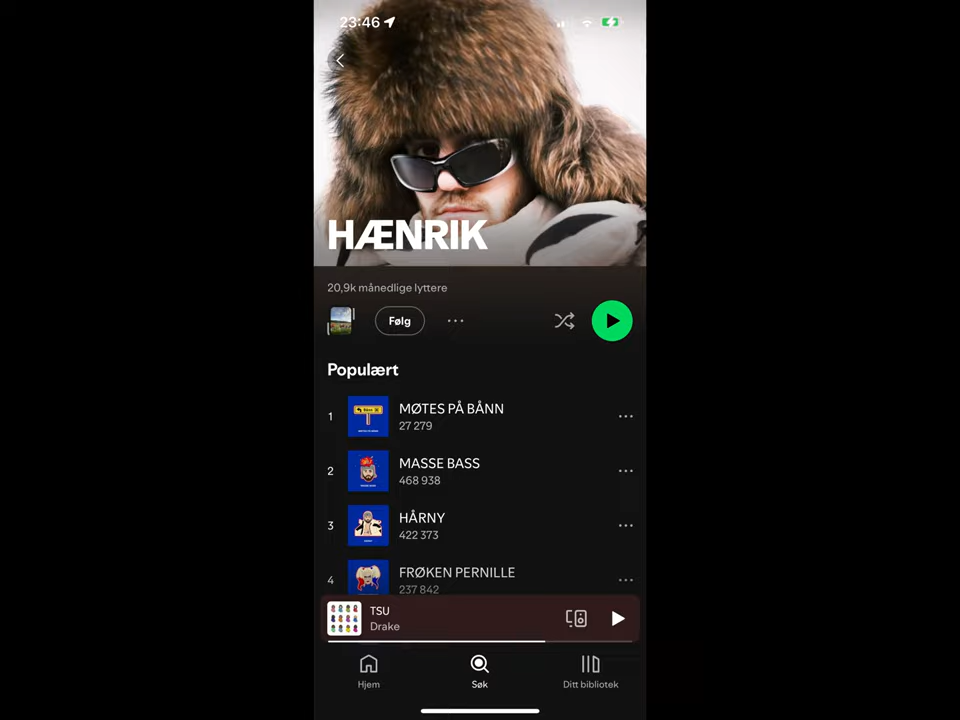 23:46
HÆNRIK
20,9k månedlige lyttere
Følg
Populært
1
MØTES PÅ BÅNN
27 279
2
MASSE BASS
468 938
3
HÅRNY
422 373
4
FRØKEN PERNILLE
237 842
TSU
Drake
Hjem
Søk
Ditt bibliotek